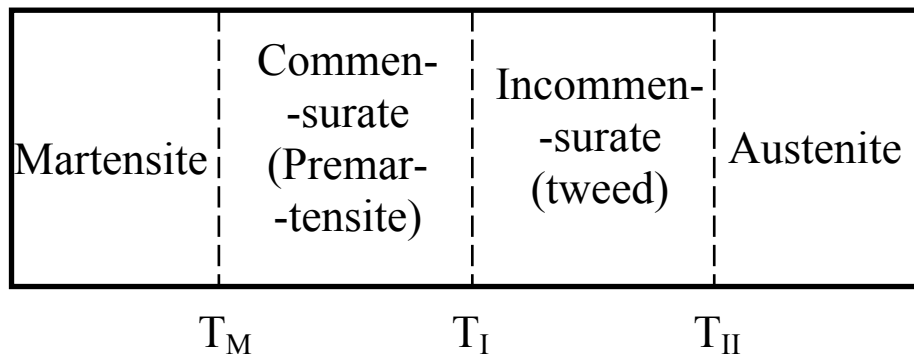 Martensite
Commen-
-surate
(Premar-
-tensite)
Incommen-
-surate
(tweed)
Austenite
T_M T_I T_II